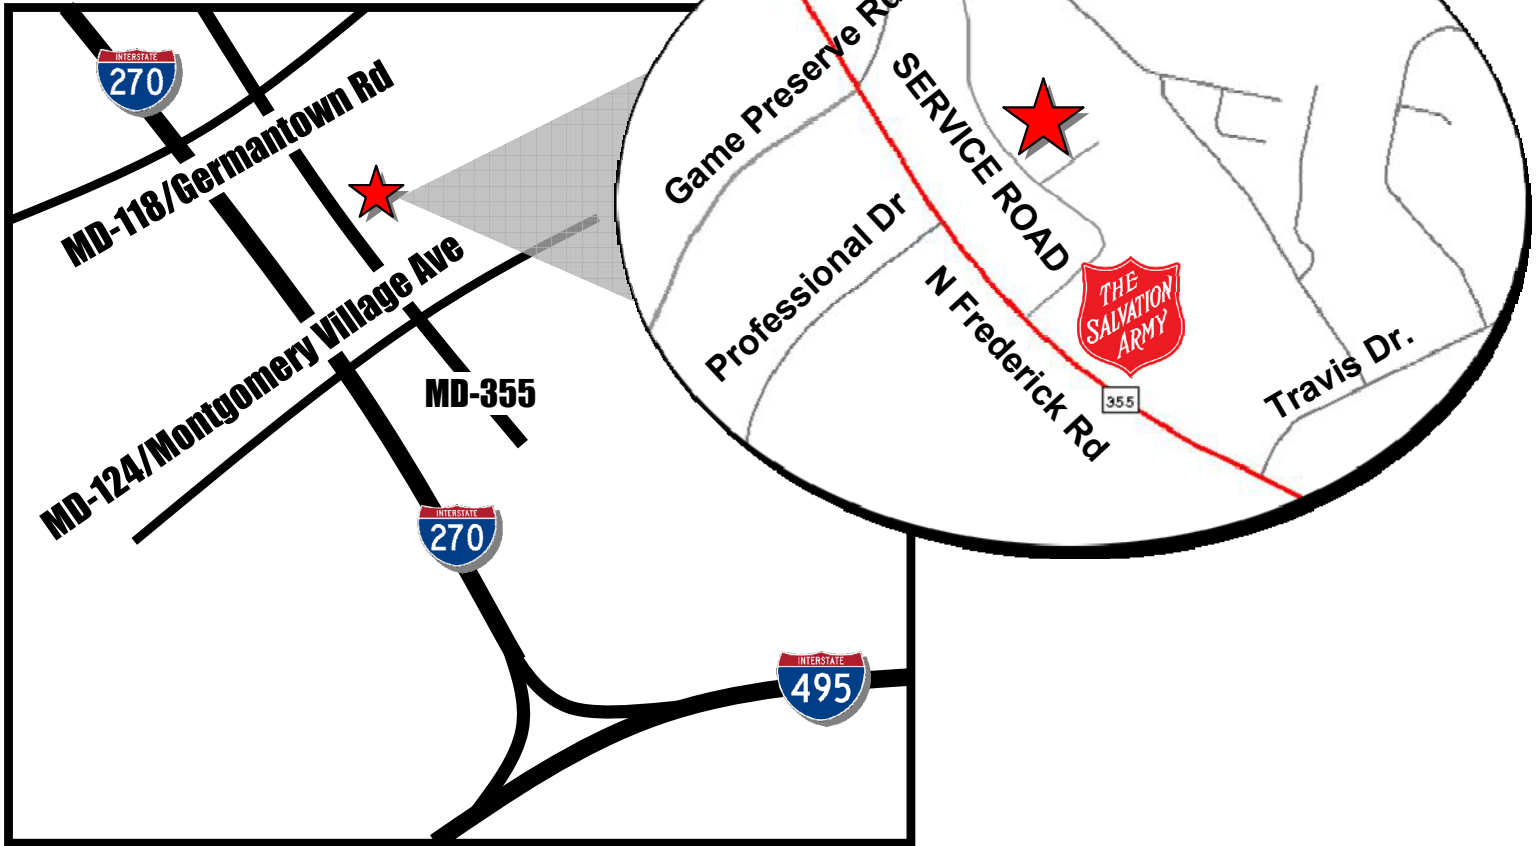 INTERSTATE
270
MD-118/Germantown Rd
MD-124/Montgomery Village Ave
MD-355
INTERSTATE
270
INTERSTATE
495
Game Preserve Rd
SERVICE ROAD
Professional Dr
N Frederick Rd
THE
SALVATION
ARMY
355
Travis Dr.